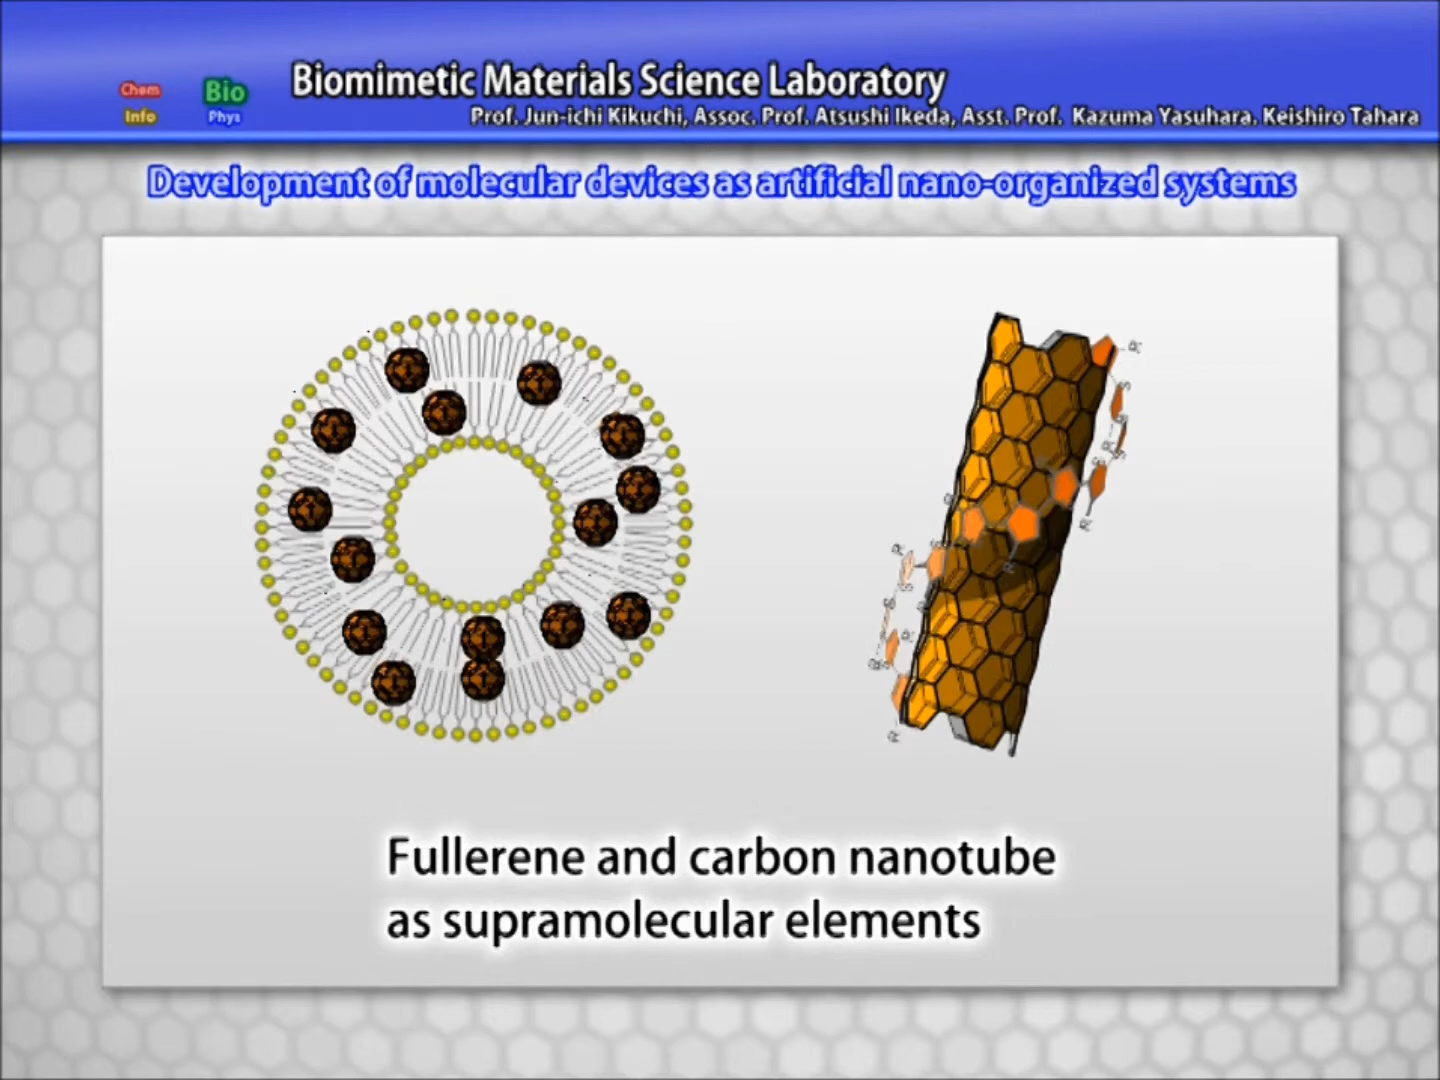 Chem
Bio
Info
Phys
Biomimetic Materials Science Laboratory
Prof. Jun-ichi Kikuchi, Assoc. Prof. Atsushi Ikeda, Asst. Prof. Kazuma Yasuhara. Keishiro Tahara
Development of molecular devices as artificial nano-organized systems
R
S
R
R
R
R
Fullerene and carbon nanotube
as supramolecular elements